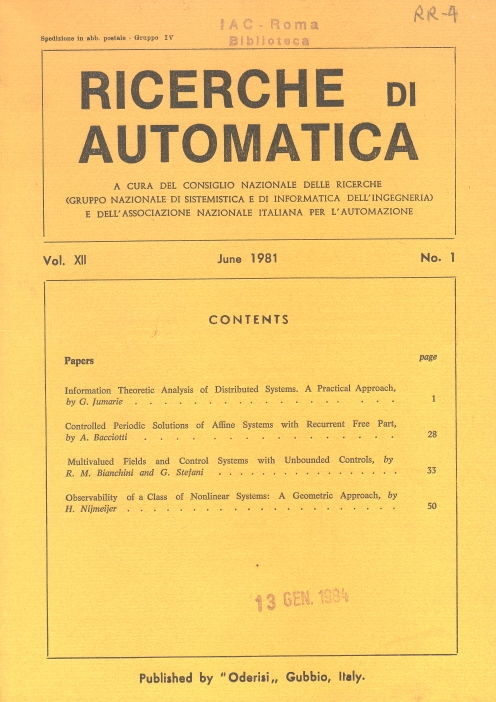 RR-4
IAC - Roma
Biblioteca
Spedizione in abb. postale - Gruppo IV
RICERCHE DI
AUTOMATICA
A CURA DEL CONSIGLIO NAZIONALE DELLE RICERCHE
(GRUPPO NAZIONALE DI SISTEMISTICA E DI INFORMATICA DELL'INGEGNERIA)
E DELL'ASSOCIAZIONE NAZIONALE ITALIANA PER L'AUTOMAZIONE
Vol. XII June 1981 No. 1
CONTENTS
Papers page
Information Theoretic Analysis of Distributed Systems. A Practical Approach,
by G. Jumarie . . . . . . . . . . . . . . . . 1
Controlled Periodic Solutions of Affine Systems with Recurrent Free Part,
by A. Bacciotti . . . . . . . . . . . . . . . 28
Multivalued Fields and Control Systems with Unbounded Controls, by
R. M. Bianchini and G. Stefani . . . . . . . . . . . . . . . 33
Observability of a Class of Nonlinear Systems: A Geometric Approach, by
H. Nijmeijer . . . . . . . . . . . . . . . . . . . . 50
13 GEN. 1984
Published by "Oderisi,, Gubbio, Italy.